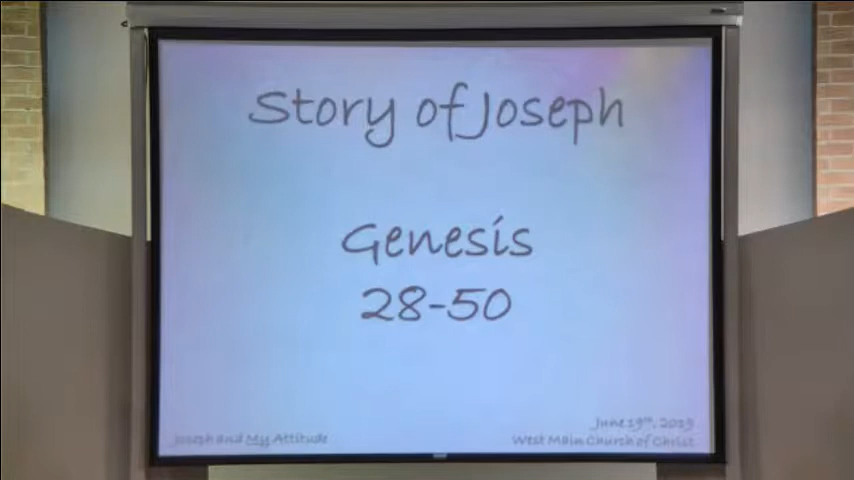 Story of Joseph
Genesis
28-50
June 19th, 2013
Joseph and My Attitude
West Main Church of Christ